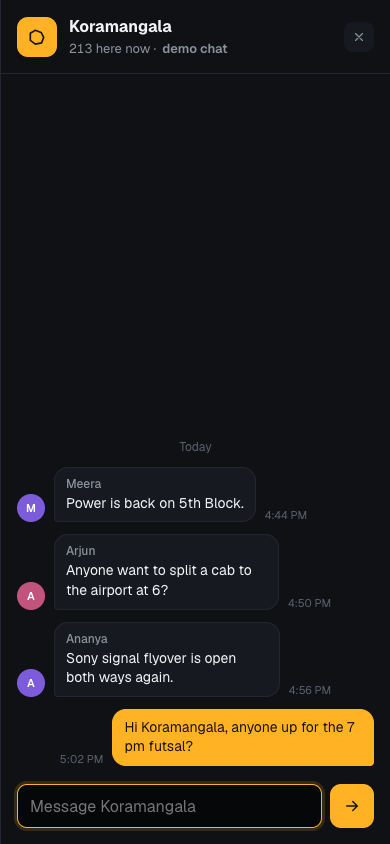 Koramangala
213 here now · demo chat
Today
Meera
Power is back on 5th Block.
M
4:44 PM
Arjun
Anyone want to split a cab to
the airport at 6?
A
4:50 PM
Ananya
Sony signal flyover is open
both ways again.
A
4:56 PM
Hi Koramangala, anyone up for the 7
pm futsal?
5:02 PM
Message Koramangala